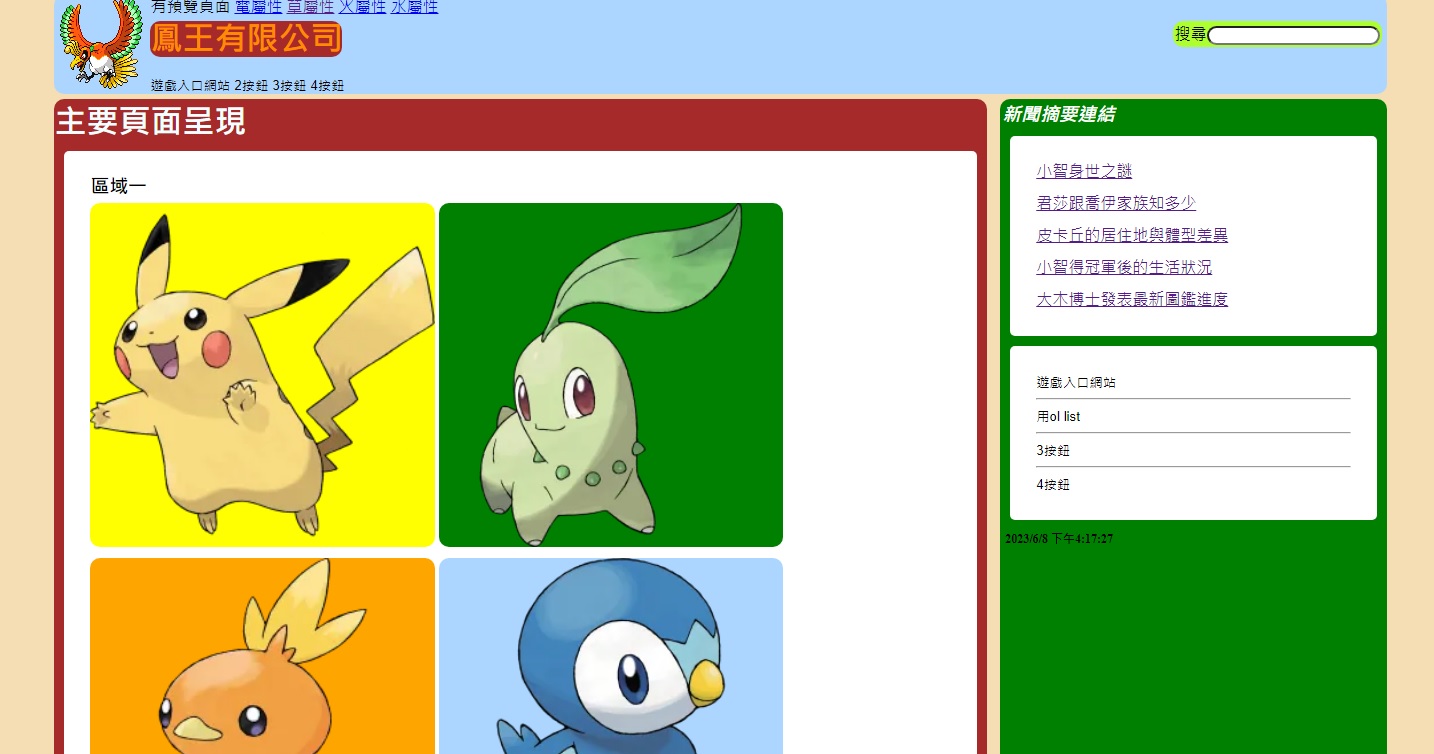 有預覽頁面 電屬性 草屬性 火屬性 水屬性
鳳王有限公司
搜尋
遊戲入口網站 2按鈕 3按鈕 4按鈕
主要頁面呈現
區域一
新聞摘要連結
小智身世之謎
君莎跟喬伊家族知多少
皮卡丘的居住地與體型差異
小智得冠軍後的生活狀況
大木博士發表最新圖鑑進度
遊戲入口網站
用ol list
3按鈕
4按鈕
2023/6/8 下午4:17:27